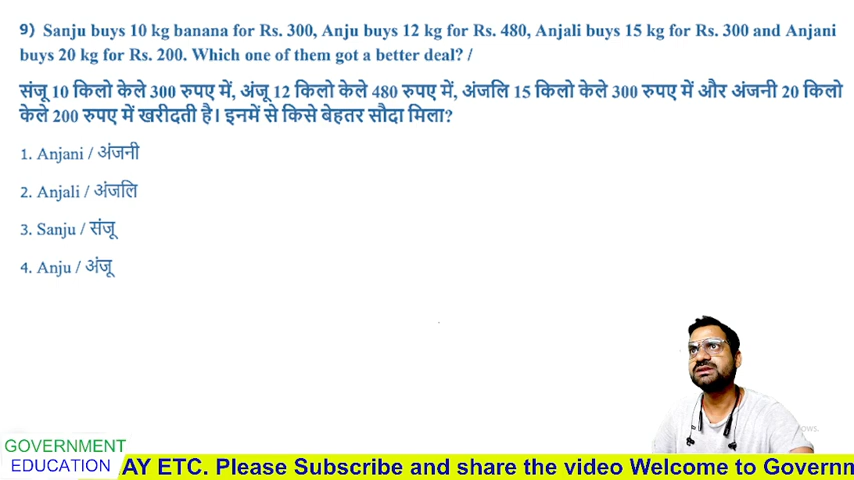 9) Sanju buys 10 kg banana for Rs. 300, Anju buys 12 kg for Rs. 480, Anjali buys 15 kg for Rs. 300 and Anjani
buys 20 kg for Rs. 200. Which one of them got a better deal? /
संजू 10 किलो केले 300 रुपए में, अंजू 12 किलो केले 480 रुपए में, अंजलि 15 किलो केले 300 रुपए में और अंजनी 20 किलो
केले 200 रुपए में खरीदती है। इनमें से किसे बेहतर सौदा मिला?
1. Anjani / अंजनी
2. Anjali / अंजलि
3. Sanju / संजू
4. Anju / अंजू
GOVERNMENT
EDUCATION
AY ETC. Please Subscribe and share the video Welcome to Governm